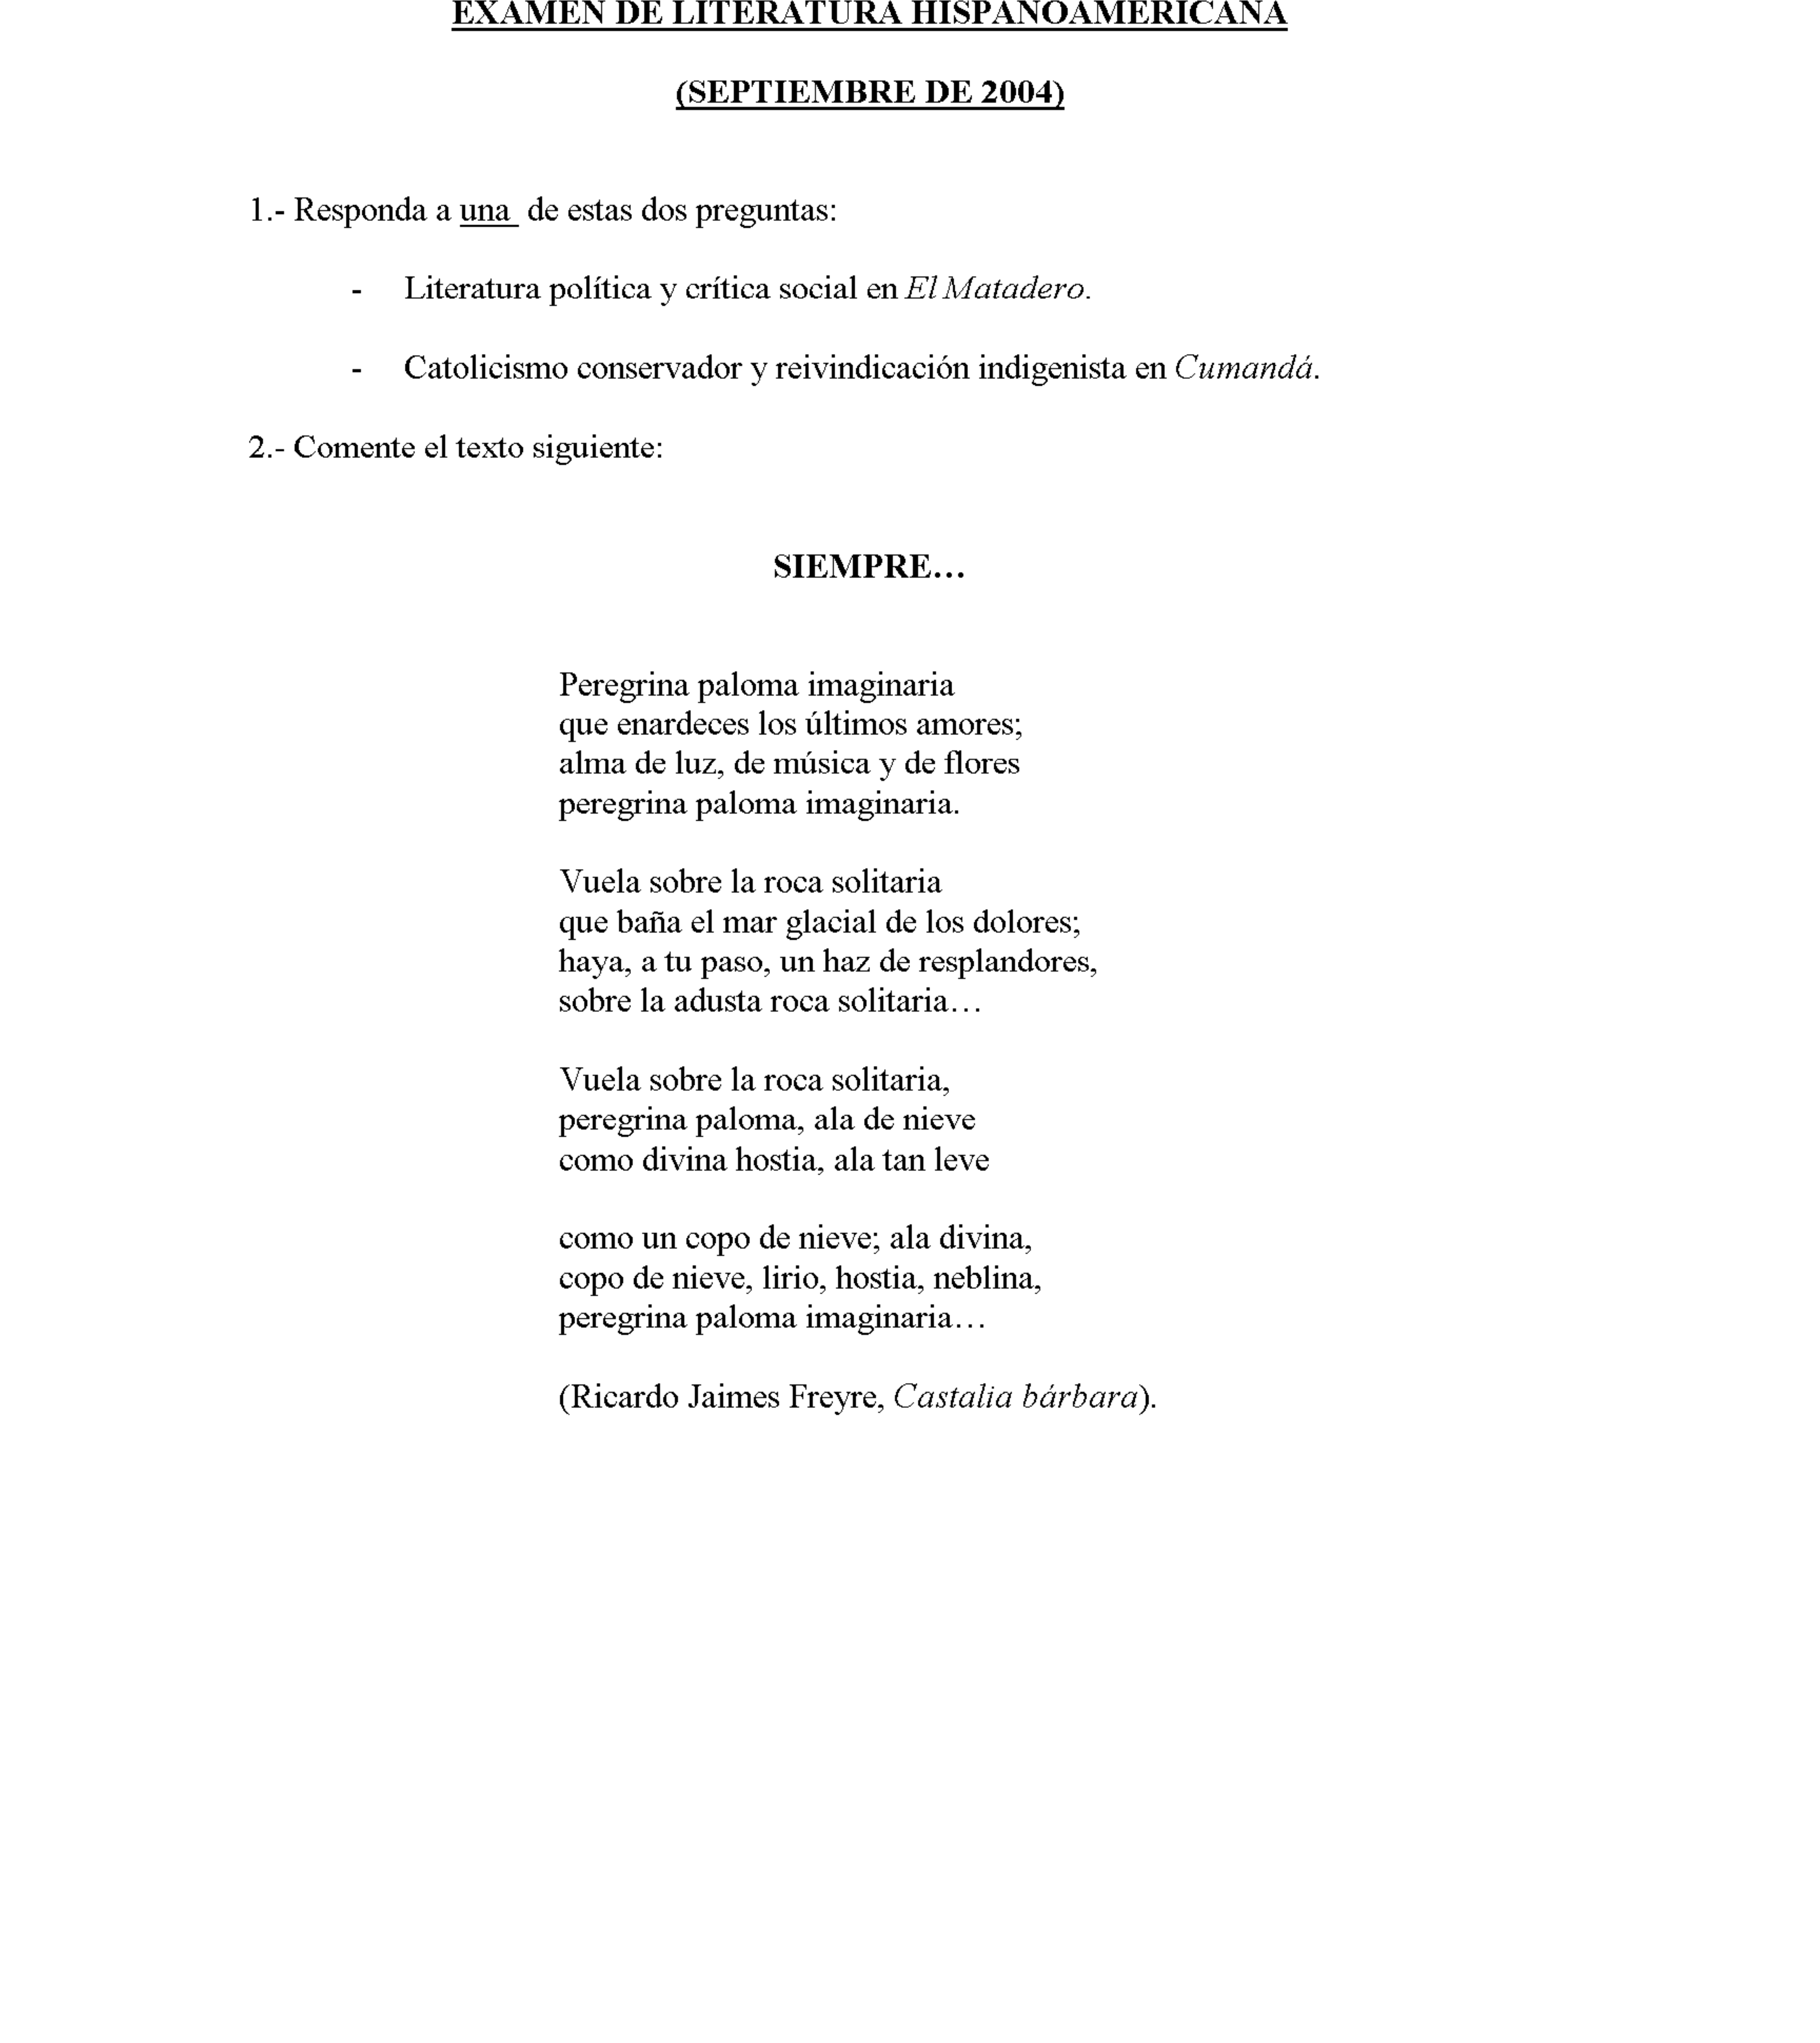 EXAMEN DE LITERATURA HISPANOAMERICANA
(SEPTIEMBRE DE 2004)
1.- Responda a una de estas dos preguntas:
- Literatura política y crítica social en El Matadero.
- Catolicismo conservador y reivindicación indigenista en Cumandá.
2.- Comente el texto siguiente:
SIEMPRE…
Peregrina paloma imaginaria
que enardeces los últimos amores;
alma de luz, de música y de flores
peregrina paloma imaginaria.
Vuela sobre la roca solitaria
que baña el mar glacial de los dolores;
haya, a tu paso, un haz de resplandores,
sobre la adusta roca solitaria…
Vuela sobre la roca solitaria,
peregrina paloma, ala de nieve
como divina hostia, ala tan leve
como un copo de nieve; ala divina,
copo de nieve, lirio, hostia, neblina,
peregrina paloma imaginaria…
(Ricardo Jaimes Freyre, Castalia bárbara).